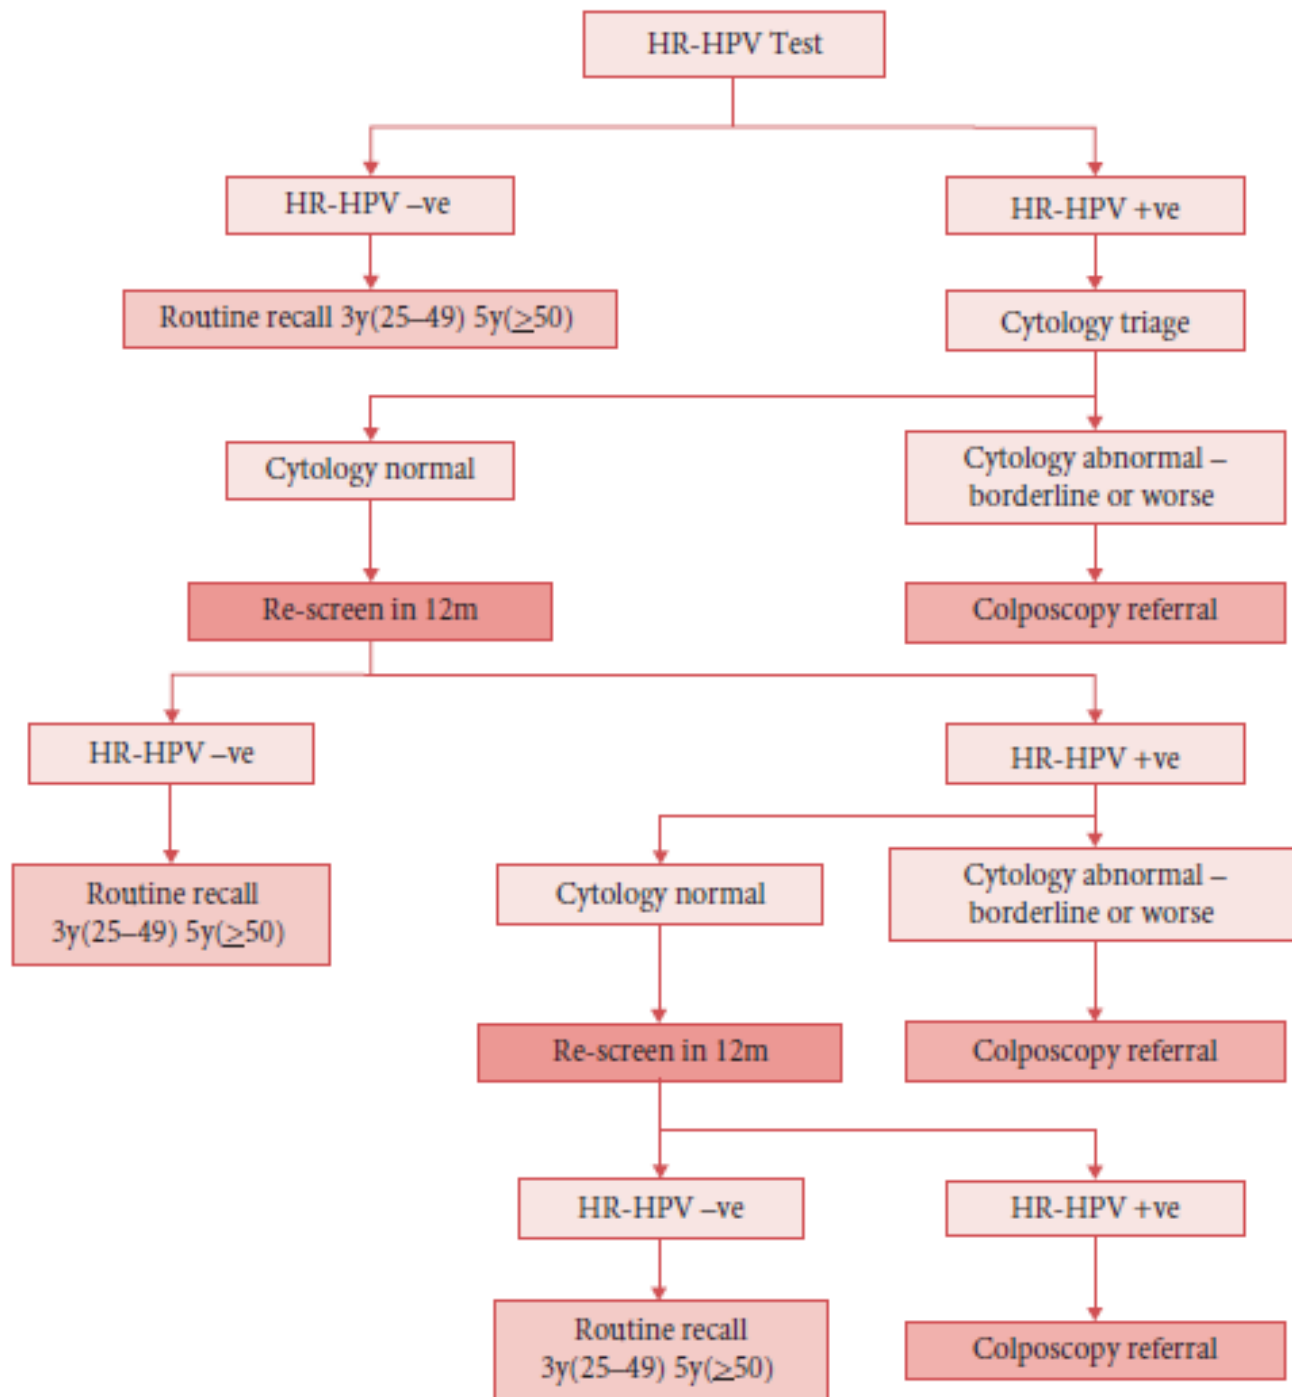 HR-HPV Test
HR-HPV –ve
HR-HPV +ve
Routine recall 3y(25–49) 5y(≥50)
Cytology triage
Cytology normal
Cytology abnormal –
borderline or worse
Re-screen in 12m
Colposcopy referral
HR-HPV –ve
HR-HPV +ve
Routine recall
3y(25–49) 5y(≥50)
Cytology normal
Cytology abnormal –
borderline or worse
Re-screen in 12m
Colposcopy referral
HR-HPV –ve
HR-HPV +ve
Routine recall
3y(25–49) 5y(≥50)
Colposcopy referral